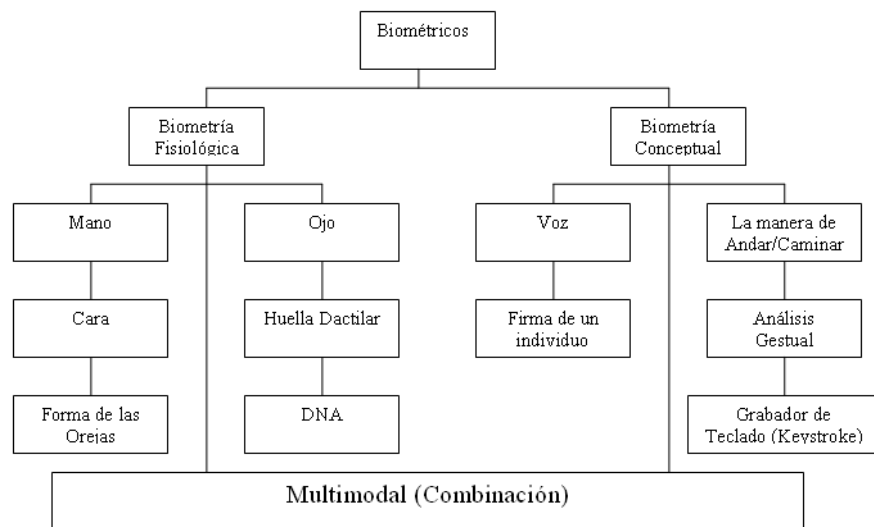 Biométricos
Biometría
Fisiológica
Biometría
Conceptual
Mano
Ojo
Voz
La manera de
Andar/Caminar
Cara
Huella Dactilar
Firma de un
individuo
Análisis
Gestual
Forma de las
Orejas
DNA
Grabador de
Teclado (Keystroke)
Multimodal (Combinación)